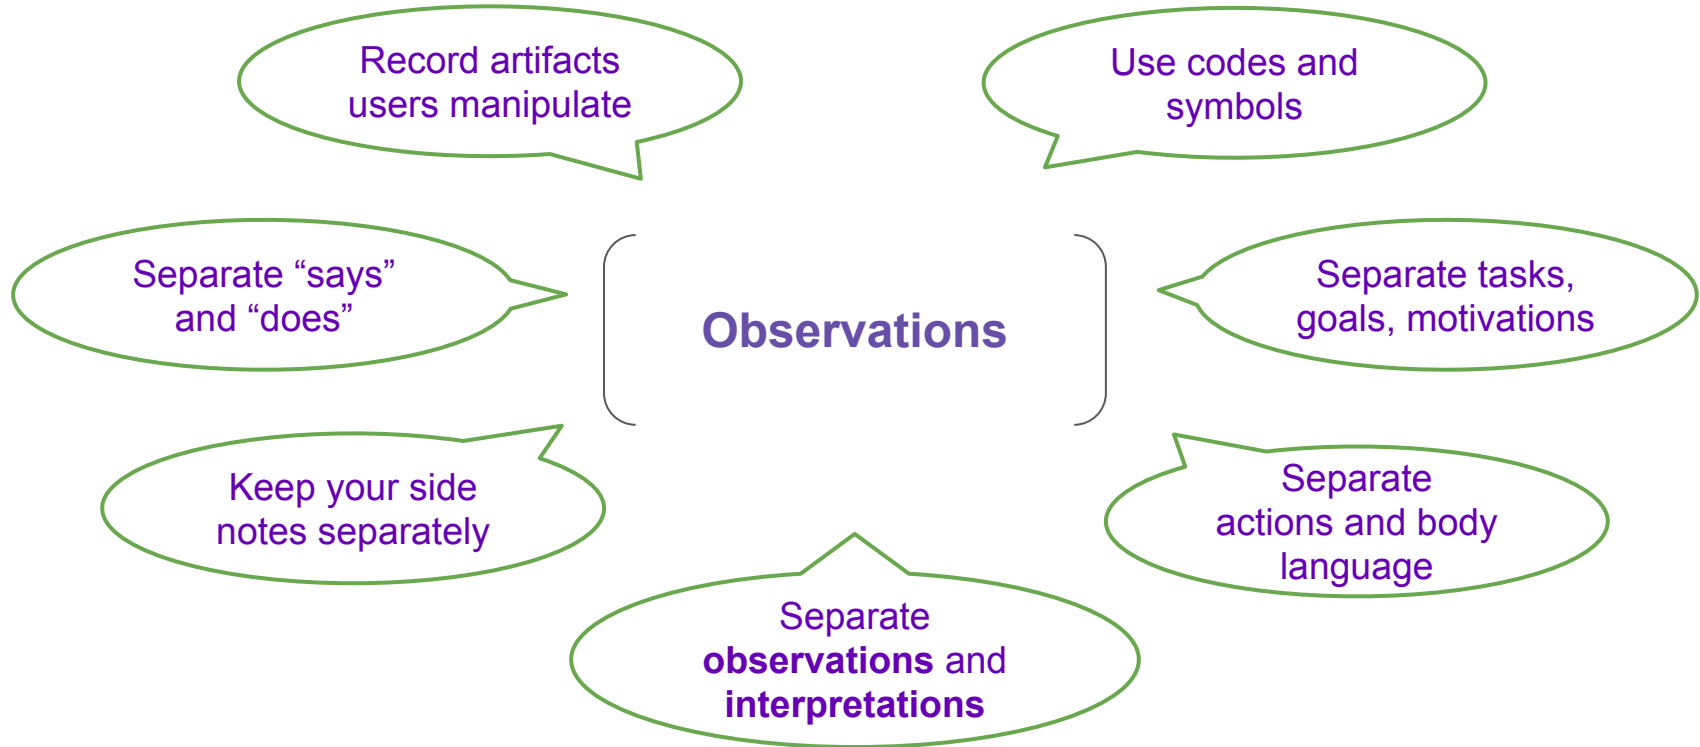 Record artifacts
users manipulate
Use codes and
symbols
Separate “says”
and “does”
Observations
Separate tasks,
goals, motivations
Keep your side
notes separately
Separate
actions and body
language
Separate
observations and
interpretations